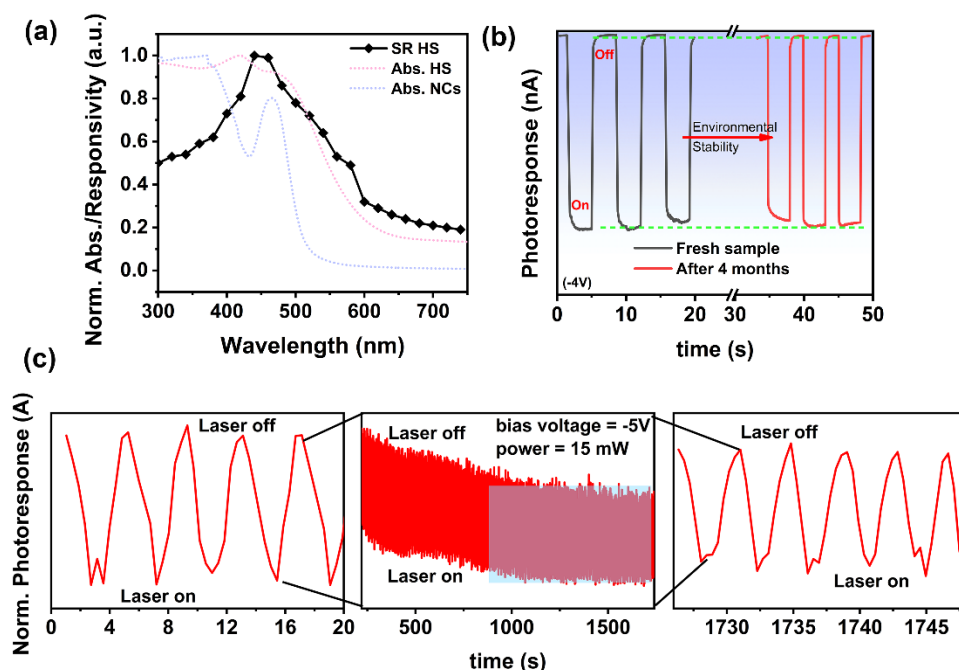 (a)
Norm. Abs./Responsivity (a.u.)
1.0
0.8
0.6
0.4
0.2
0.0
SR HS
Abs. HS
Abs. NCs
300 400 500 600 700
Wavelength (nm)
(b)
Photoresponse (nA)
Off
On
Environmental
Stability
Fresh sample
After 4 months
(-4V)
0 10 20 30 40 50
time (s)
(c)
Norm. Photoresponse (A)
Laser off
Laser on
0 4 8 12 16 20
Laser off
bias voltage = -5V
power = 15 mW
Laser on
500 1000 1500
Laser off
Laser on
1730 1735 1740 1745
time (s)